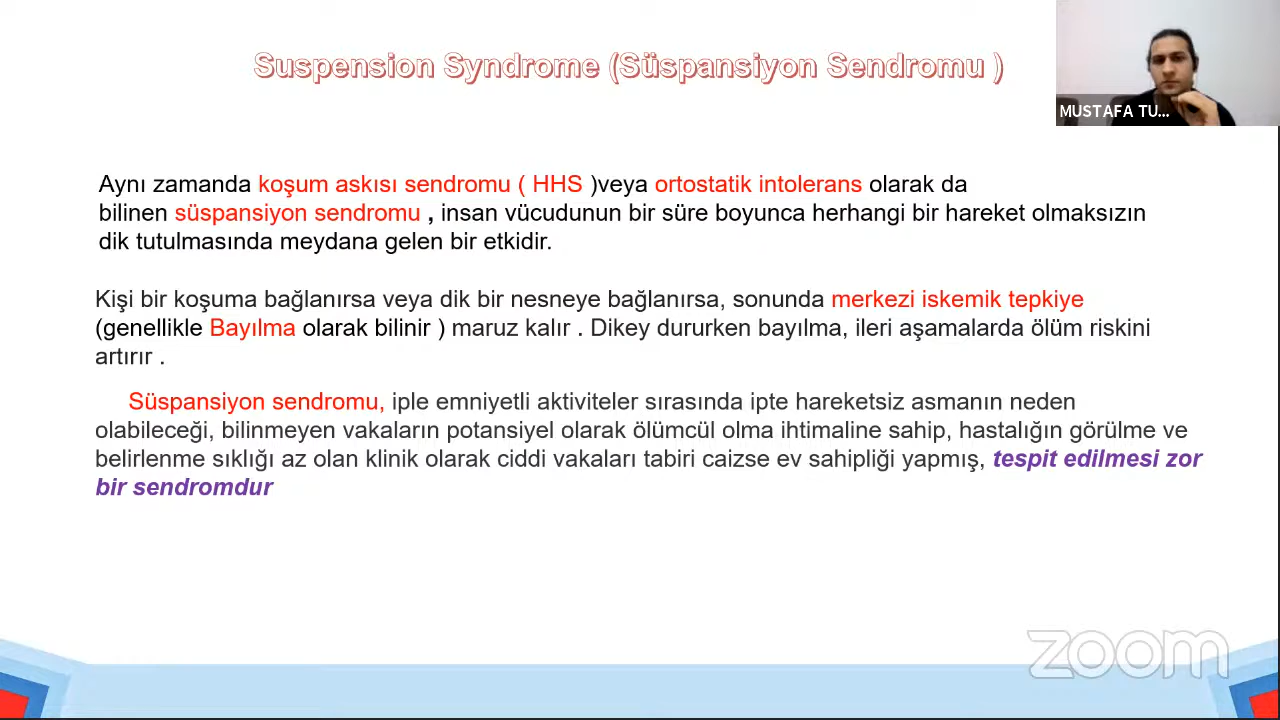 Suspension Syndrome (Süspansiyon Sendromu )
MUSTAFA TU...
Aynı zamanda koşum askısı sendromu ( HHS )veya ortostatik intolerans olarak da
bilinen süspansiyon sendromu , insan vücudunun bir süre boyunca herhangi bir hareket olmaksızın
dik tutulmasında meydana gelen bir etkidir.
Kişi bir koşuma bağlanırsa veya dik bir nesneye bağlanırsa, sonunda merkezi iskemik tepkiye
(genellikle Bayılma olarak bilinir ) maruz kalır . Dikey dururken bayılma, ileri aşamalarda ölüm riskini
artırır .
Süspansiyon sendromu, iple emniyetli aktiviteler sırasında ipte hareketsiz asmanın neden
olabileceği, bilinmeyen vakaların potansiyel olarak ölümcül olma ihtimaline sahip, hastalığın görülme ve
belirlenme sıklığı az olan klinik olarak ciddi vakaları tabiri caizse ev sahipliği yapmış, tespit edilmesi zor
bir sendromdur
zoom